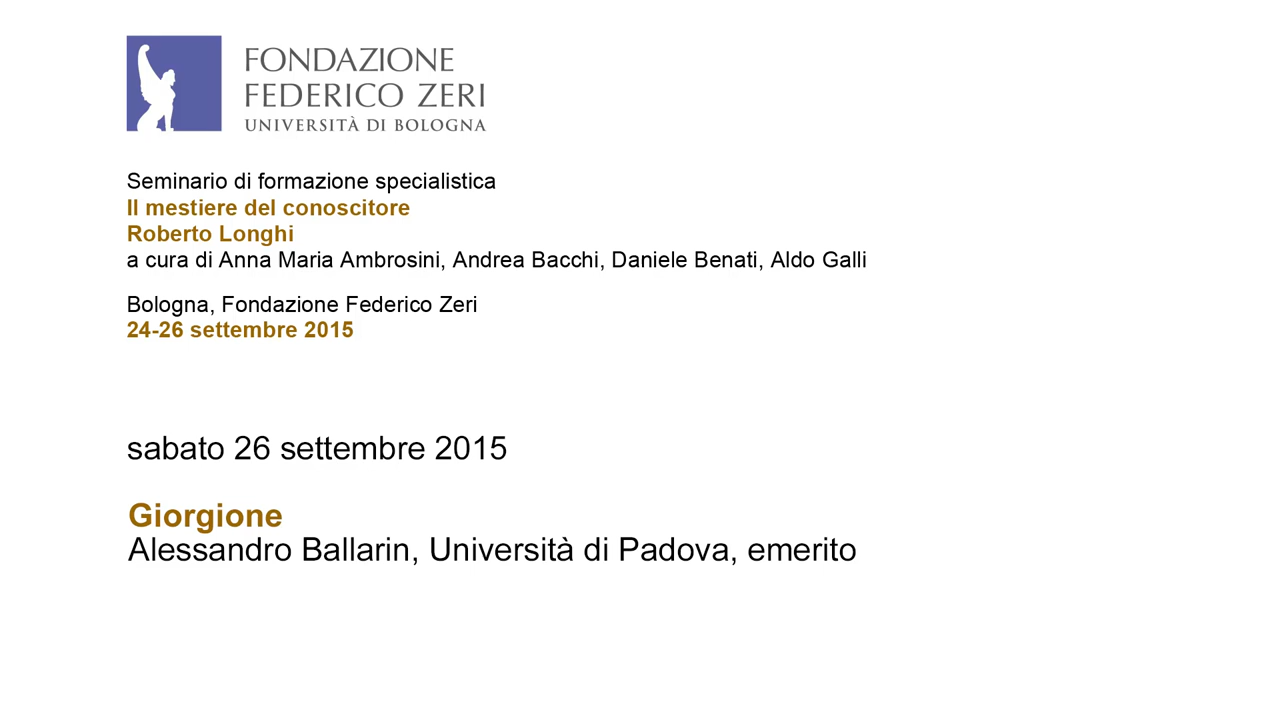 FONDAZIONE
FEDERICO ZERI
UNIVERSITÀ DI BOLOGNA
Seminario di formazione specialistica
Il mestiere del conoscitore
Roberto Longhi
a cura di Anna Maria Ambrosini, Andrea Bacchi, Daniele Benati, Aldo Galli
Bologna, Fondazione Federico Zeri
24-26 settembre 2015
sabato 26 settembre 2015
Giorgione
Alessandro Ballarin, Università di Padova, emerito